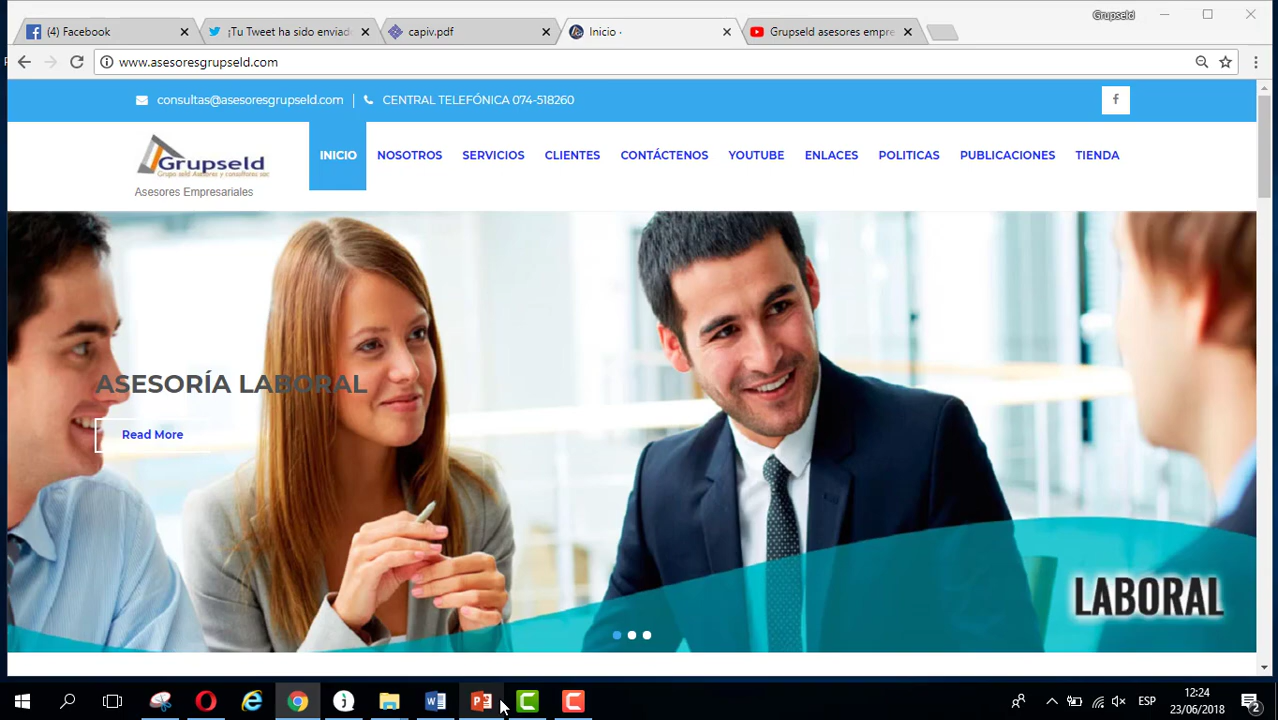 Grupseld
(4) Facebook
¡Tu Tweet ha sido enviad
capiv.pdf
Inicio ·
Grupseld asesores empre
www.asesoresgrupseld.com
consultas@asesoresgrupseld.com | CENTRAL TELEFÓNICA 074-518260
Grupseld
Grupo seld Asesores y consultores sac
Asesores Empresariales
INICIO NOSOTROS SERVICIOS CLIENTES CONTÁCTENOS YOUTUBE ENLACES POLITICAS PUBLICACIONES TIENDA
ASESORÍA LABORAL
Read More
LABORAL
ESP
12:24
23/06/2018
2